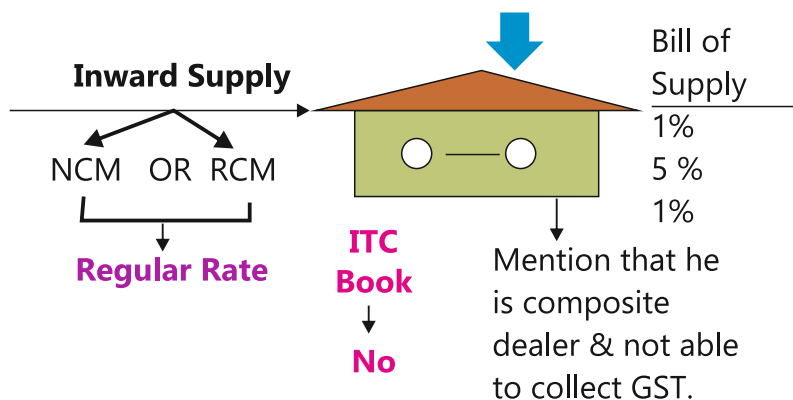 Inward Supply
NCM OR RCM
Regular Rate
ITC
Book
No
Bill of
Supply
1%
5 %
1%
Mention that he
is composite
dealer & not able
to collect GST.